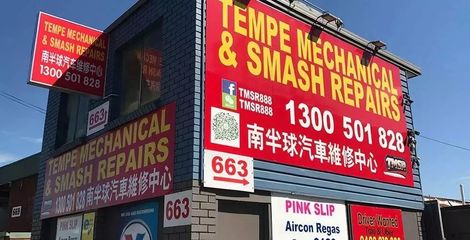 TEMPE MECHANICAL
& SMASH REPAIRS
南半球汽車維修中心
1300 501 828
663
TEMPE MECHANICAL
& SMASH REPAIRS
1300 501 828 南半球汽車維修中心
663
TEMPE MECHANICAL
& SMASH REPAIRS
TMSR888
TMSR888
1300 501 828
南半球汽車維修中心
TMSR
663
PINK SLIP
Aircon Regas
Driver Wanted